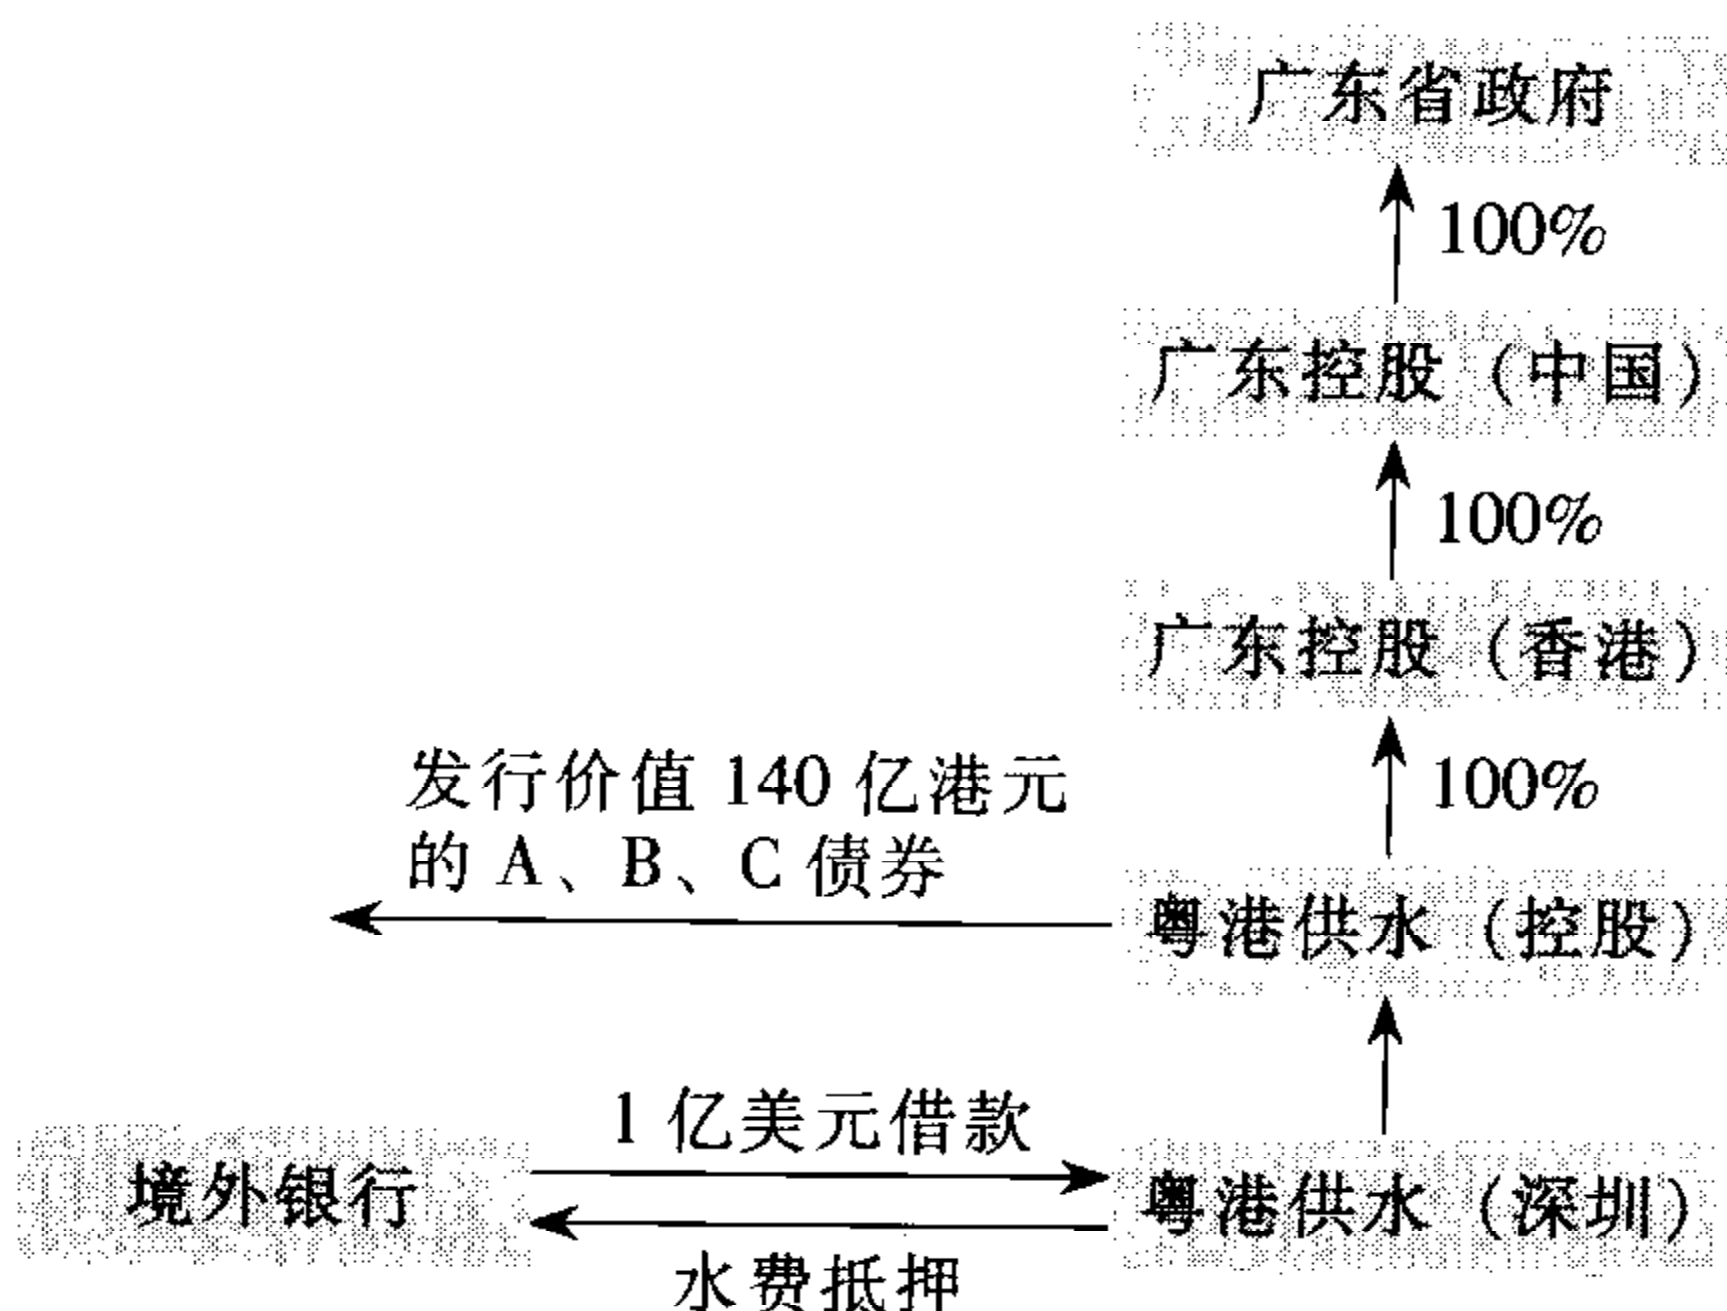 广东省政府
100%
广东控股（中国）
100%
广东控股（香港）
100%
发行价值 140 亿港元
的 A、B、C 债券
粤港供水（控股）
1 亿美元借款
境外银行
粤港供水（深圳）
水费抵押